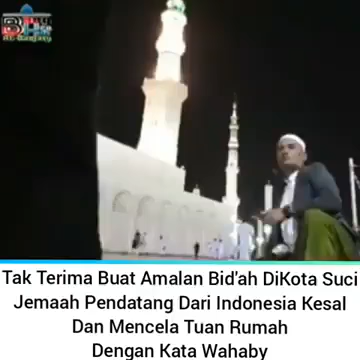 Tak Terima Buat Amalan Bid'ah DiKota Suci
Jemaah Pendatang Dari Indonesia Kesal
Dan Mencela Tuan Rumah
Dengan Kata Wahaby